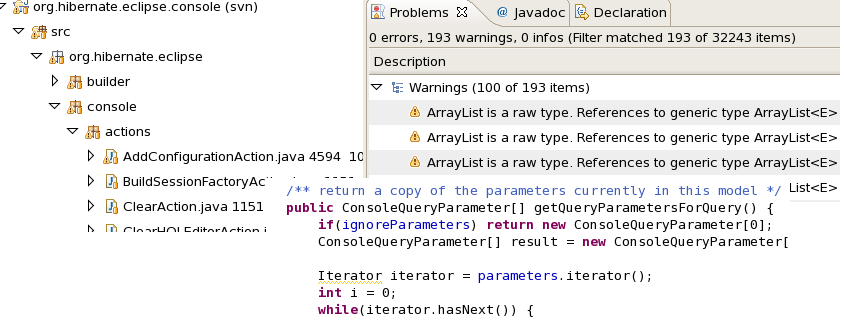 org.hibernate.eclipse.console (svn)
src
org.hibernate.eclipse
builder
console
actions
AddConfigurationAction.java 4594 10
BuildSessionFactoryAc
ClearAction.java 1151
ClearHQLEditorAction.j
Problems
@ Javadoc
Declaration
0 errors, 193 warnings, 0 infos (Filter matched 193 of 32243 items)
Description
Warnings (100 of 193 items)
ArrayList is a raw type. References to generic type ArrayList<E>
ArrayList is a raw type. References to generic type ArrayList<E>
ArrayList is a raw type. References to generic type ArrayList<E>
List<E>
/** return a copy of the parameters currently in this model */
public ConsoleQueryParameter[] getQueryParametersForQuery() {
if(ignoreParameters) return new ConsoleQueryParameter[0];
ConsoleQueryParameter[] result = new ConsoleQueryParameter[
Iterator iterator = parameters.iterator();
int i = 0;
while(iterator.hasNext()) {